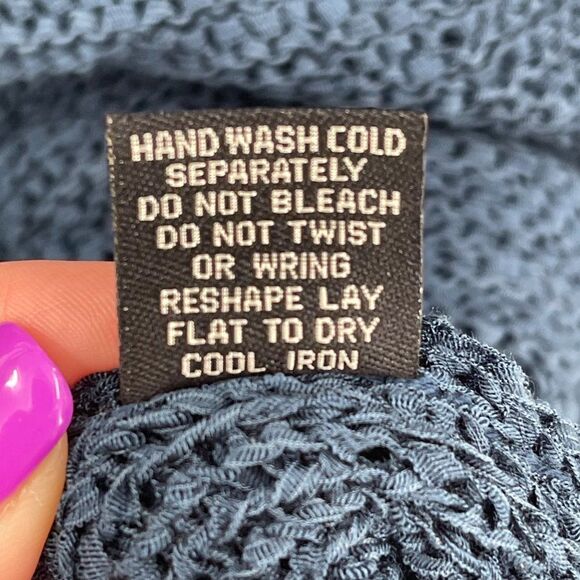 HAND WASH COLD
SEPARATELY
DO NOT BLEACH
DO NOT TWIST
OR WRING
RESHAPE LAY
FLAT TO DRY
COOL IRON